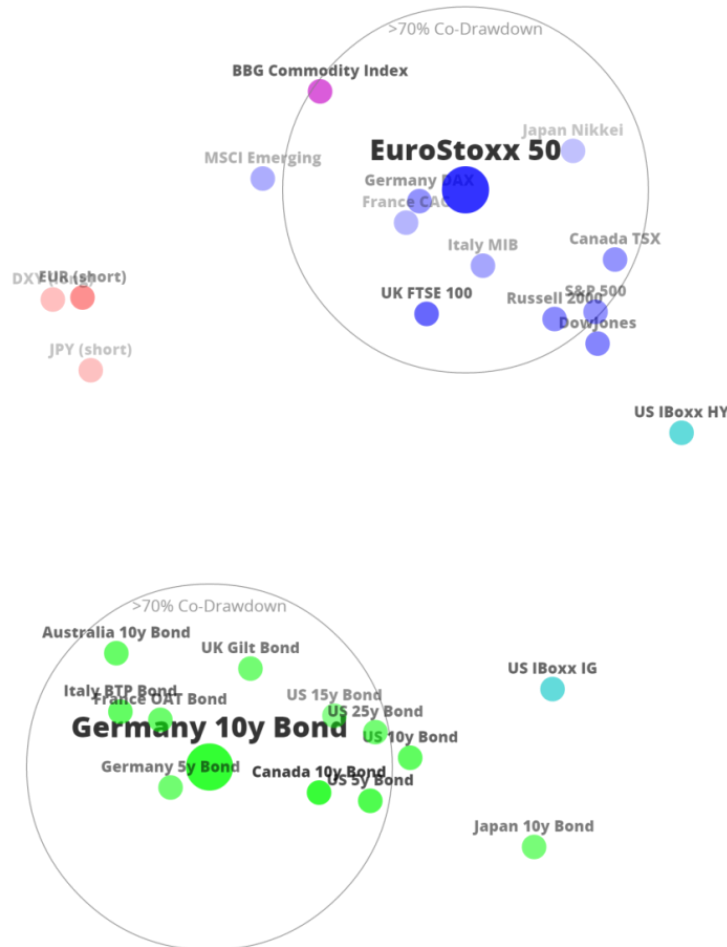 >70% Co-Drawdown
BBG Commodity Index
Japan Nikkei
EuroStoxx 50
MSCI Emerging
Germany DAX
France CAC
Canada TSX
Italy MIB
DXY (long)
EUR (short)
UK FTSE 100
S&P 500
Russell 2000
DowJones
JPY (short)
US IBoxx HY
>70% Co-Drawdown
Australia 10y Bond
UK Gilt Bond
US IBoxx IG
Italy BTP Bond
France OAT Bond
US 15y Bond
US 25y Bond
Germany 10y Bond
US 10y Bond
Germany 5y Bond
Canada 10y Bond
US 5y Bond
Japan 10y Bond